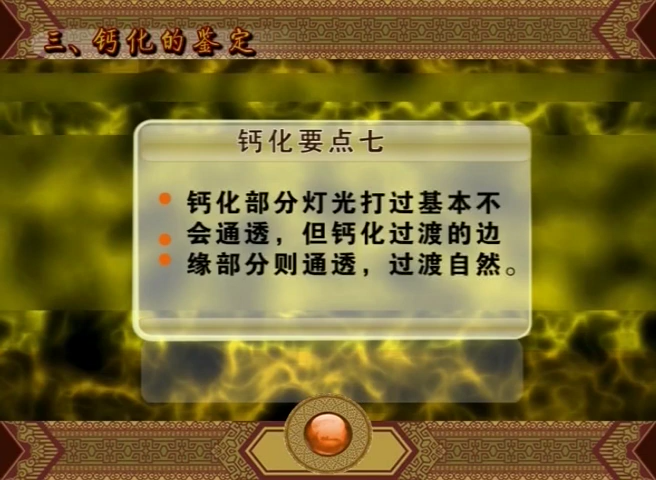 三、钙化的鉴定
钙化要点七
钙化部分灯光打过基本不
会通透，但钙化过渡的边
缘部分则通透，过渡自然。